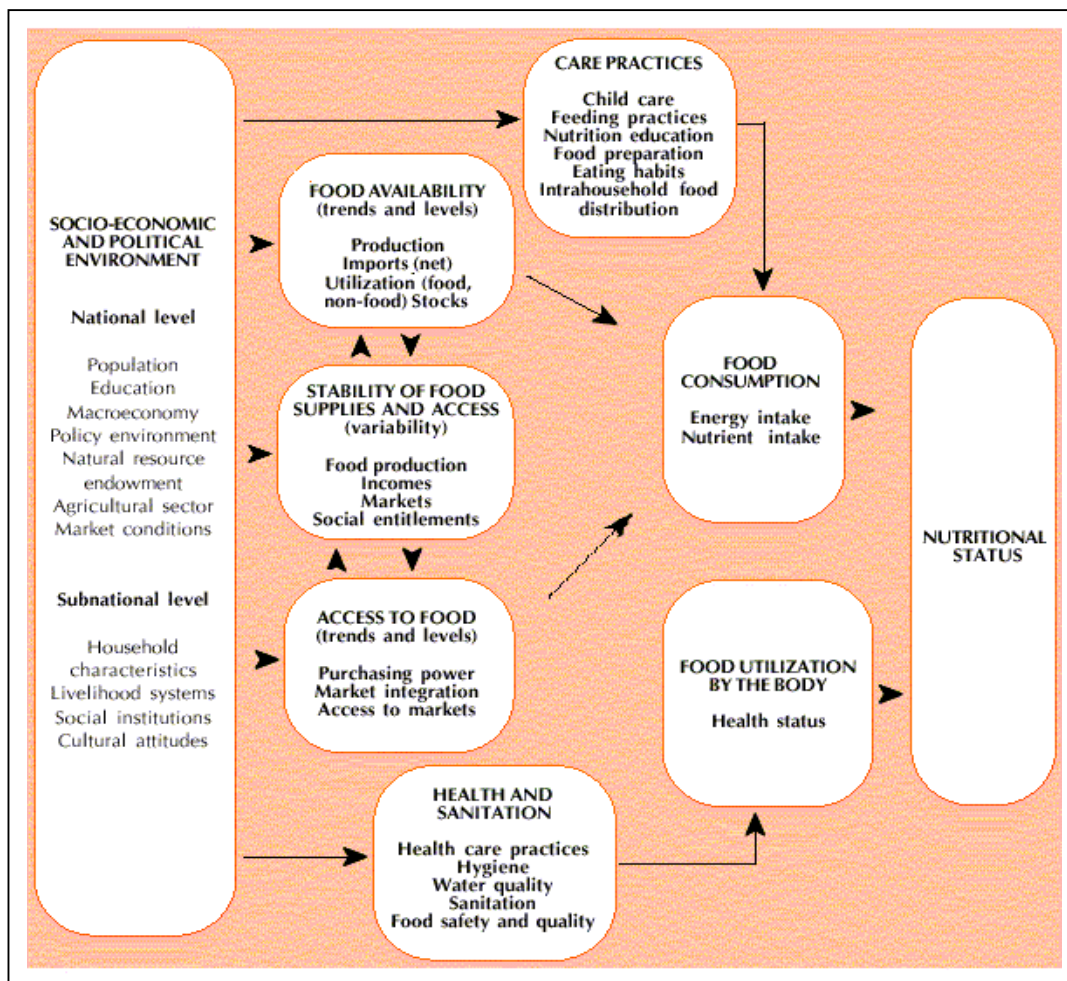 SOCIO-ECONOMIC
AND POLITICAL
ENVIRONMENT
National level
Population
Education
Macroeconomy
Policy environment
Natural resource
endowment
Agricultural sector
Market conditions
Subnational level
Household
characteristics
Livelihood systems
Social institutions
Cultural attitudes
CARE PRACTICES
Child care
Feeding practices
Nutrition education
Food preparation
Eating habits
Intrahousehold food
distribution
FOOD AVAILABILITY
(trends and levels)
Production
Imports (net)
Utilization (food,
non-food) Stocks
STABILITY OF FOOD
SUPPLIES AND ACCESS
(variability)
Food production
Incomes
Markets
Social entitlements
ACCESS TO FOOD
(trends and levels)
Purchasing power
Market integration
Access to markets
HEALTH AND
SANITATION
Health care practices
Hygiene
Water quality
Sanitation
Food safety and quality
FOOD
CONSUMPTION
Energy intake
Nutrient intake
FOOD UTILIZATION
BY THE BODY
Health status
NUTRITIONAL
STATUS